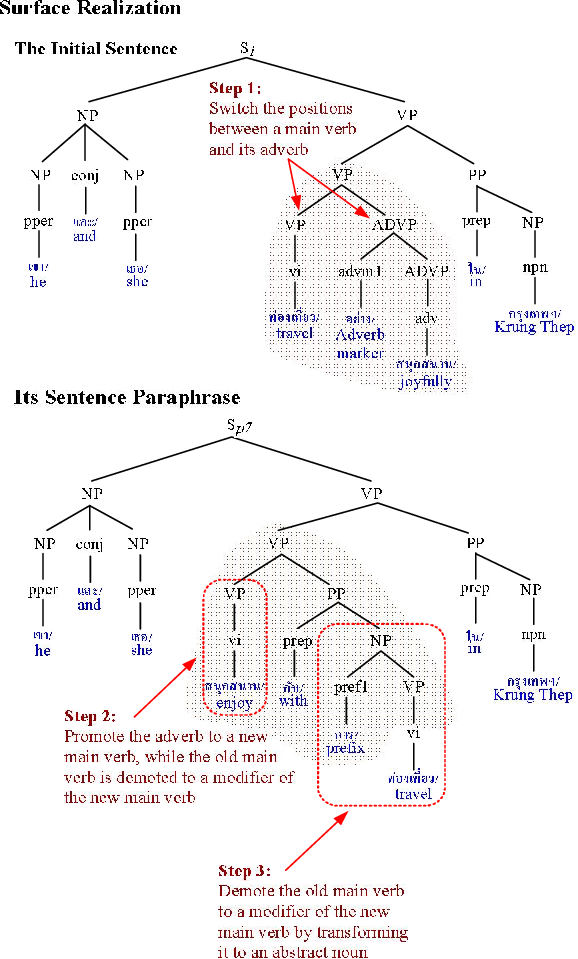 Surface Realization
The Initial Sentence
Si
Step 1:
Switch the positions
between a main verb
and its adverb
NP VP
NP conj NP VP PP
pper และ/ pper VP ADVP prep NP
and
เขา/ เธอ/ vi advm1 ADVP ใน/ npn
he she in
ท่องเที่ยว/ อย่าง/ adv กรุงเทพฯ/
travel Adverb Krung Thep
marker
สนุกสนาน/
joyfully
Its Sentence Paraphrase
Sp7
NP VP
NP conj NP VP PP
pper และ/ pper VP PP prep NP
and
เขา/ เธอ/ vi prep NP ใน/ npn
he she in
สนุกสนาน/ กับ/ pref1 VP กรุงเทพฯ/
enjoy with Krung Thep
การ/ vi
prefix
ท่องเที่ยว/
travel
Step 2:
Promote the adverb to a new
main verb, while the old main
verb is demoted to a modifier of
the new main verb
Step 3:
Demote the old main verb
to a modifier of the new
main verb by transforming
it to an abstract noun